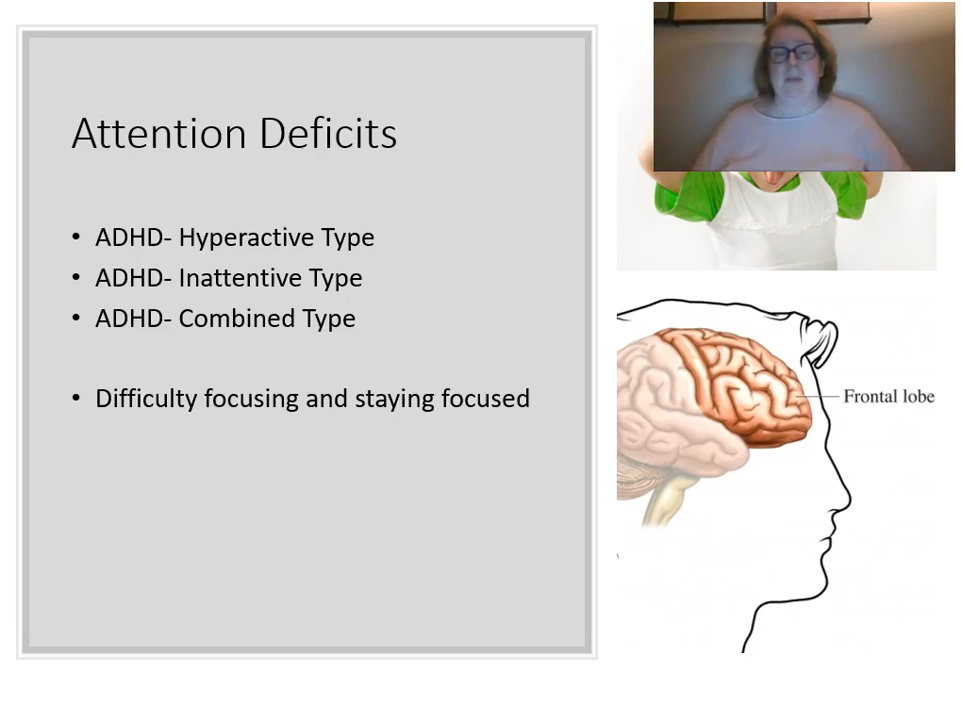 Attention Deficits
• ADHD- Hyperactive Type
• ADHD- Inattentive Type
• ADHD- Combined Type
• Difficulty focusing and staying focused
Frontal lobe